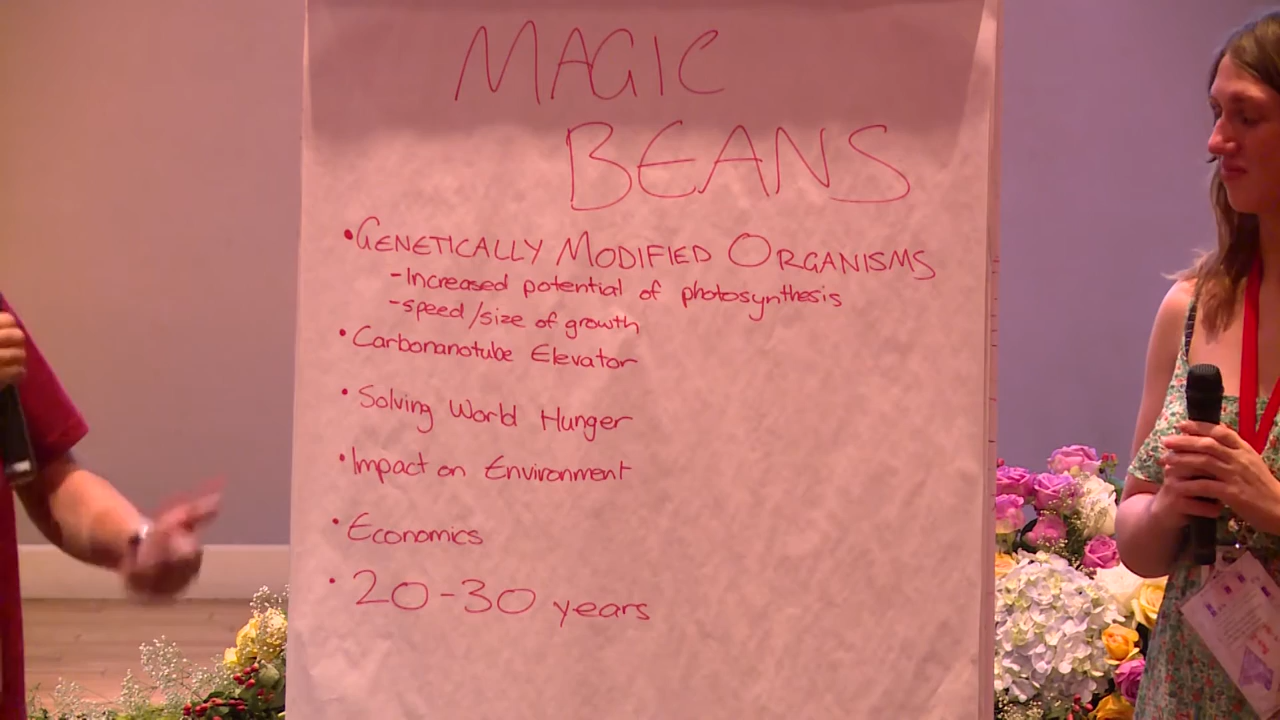 MAGIC
BEANS
• GENETICALLY MODIFIED ORGANISMS
- Increased potential of photosynthesis
- speed/size of growth
• Carbonanotube Elevator
• Solving World Hunger
• Impact on Environment
• Economics
• 20-30 years